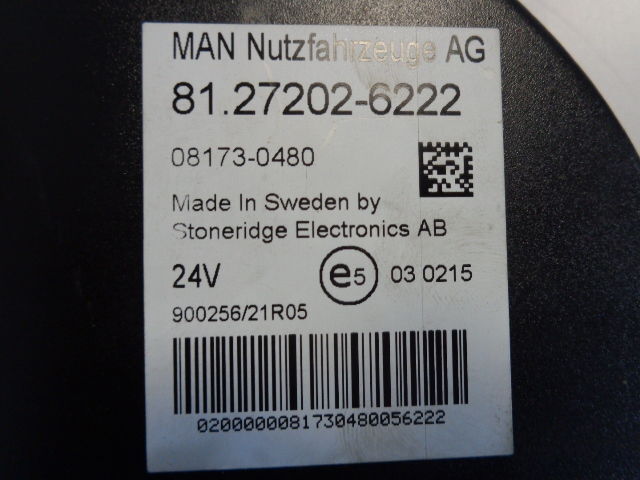 MAN Nutzfahrzeuge AG
81.27202-6222
08173-0480
Made In Sweden by
Stoneridge Electronics AB
24V e5 03 0215
900256/21R05
0200000081730480056222